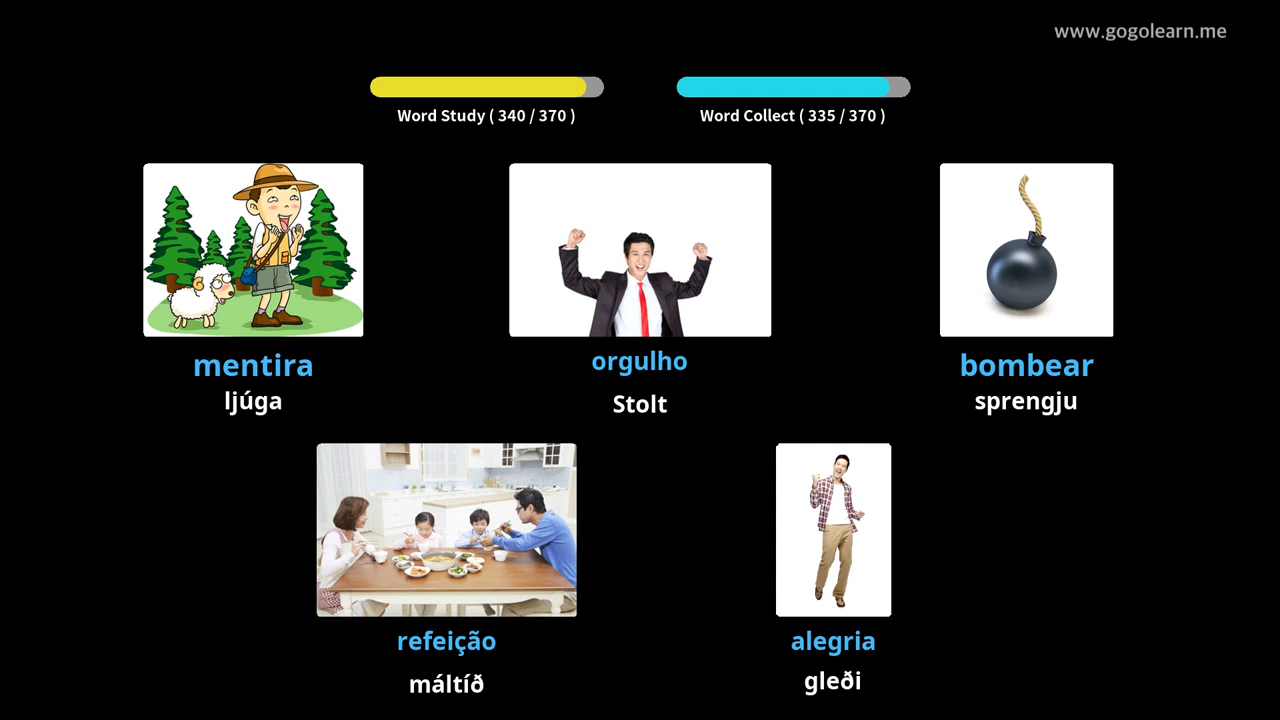 www.gogolearn.me
Word Study ( 340 / 370 )
Word Collect ( 335 / 370 )
mentira
ljúga
orgulho
Stolt
bombear
sprengju
refeição
máltíð
alegria
gleði